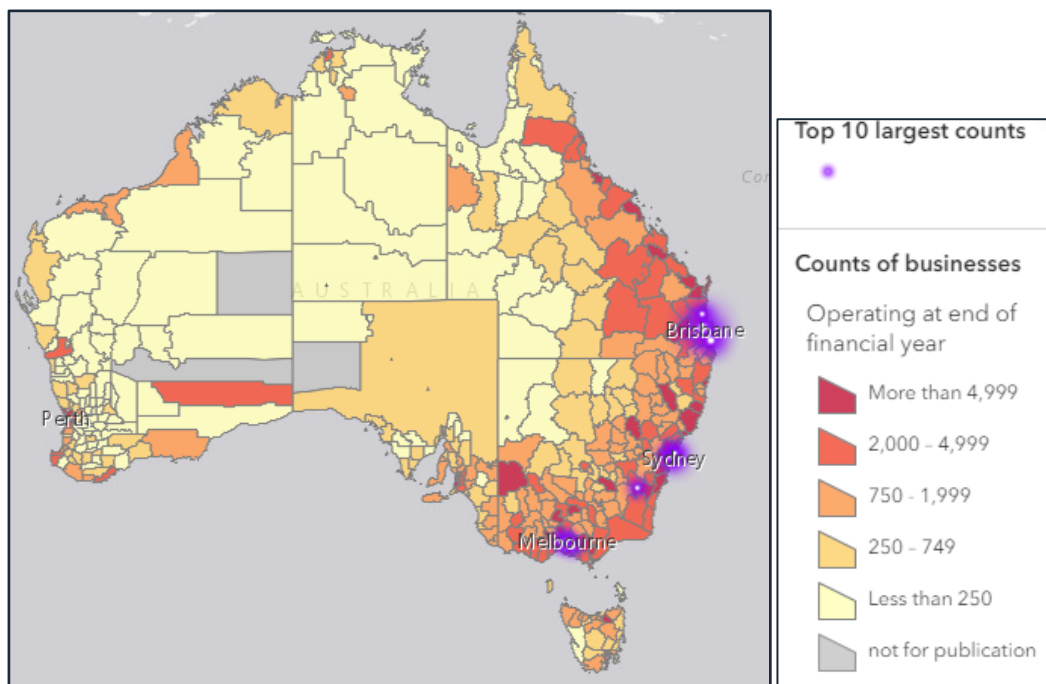 Top 10 largest counts
Cor
Counts of businesses
AUSTRALIA
Operating at end of
financial year
Brisbane
More than 4,999
Perth
2,000 - 4,999
Sydney
750 - 1,999
Melbourne
250 - 749
Less than 250
not for publication